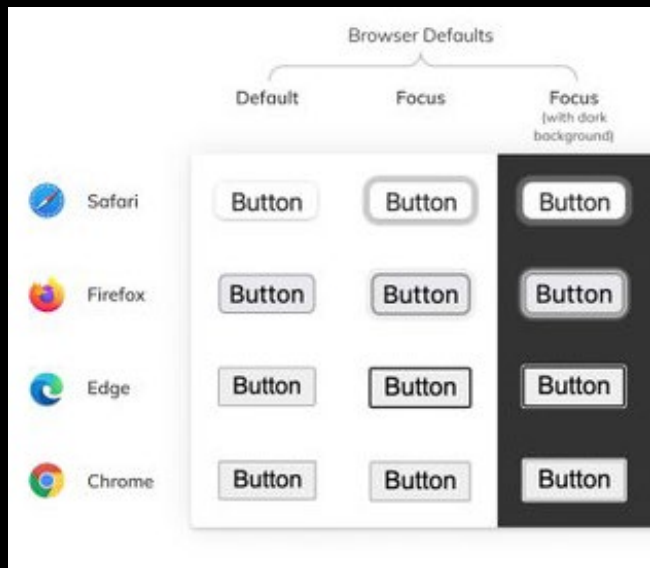 Browser Defaults
Default Focus Focus
(with dark
background)
Safari Button Button Button
Firefox Button Button Button
Edge Button Button Button
Chrome Button Button Button